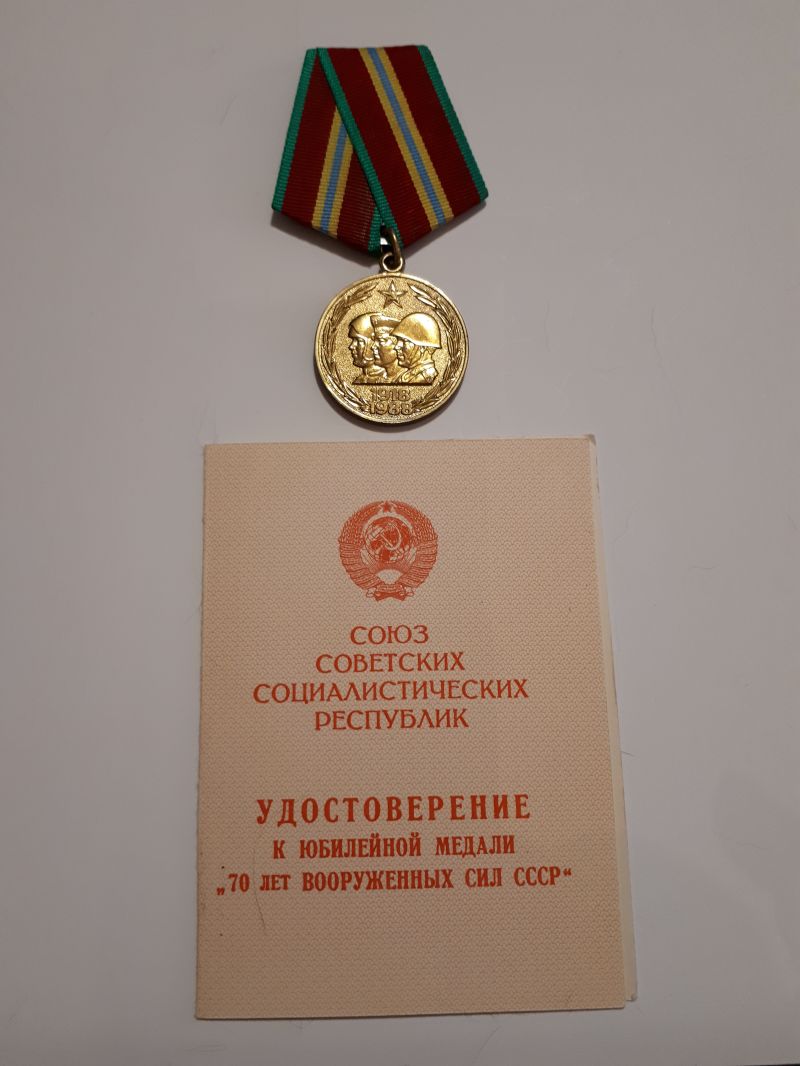 1918
1988
СОЮЗ
СОВЕТСКИХ
СОЦИАЛИСТИЧЕСКИХ
РЕСПУБЛИК
УДОСТОВЕРЕНИЕ
К ЮБИЛЕЙНОЙ МЕДАЛИ
„70 ЛЕТ ВООРУЖЕННЫХ СИЛ СССР“